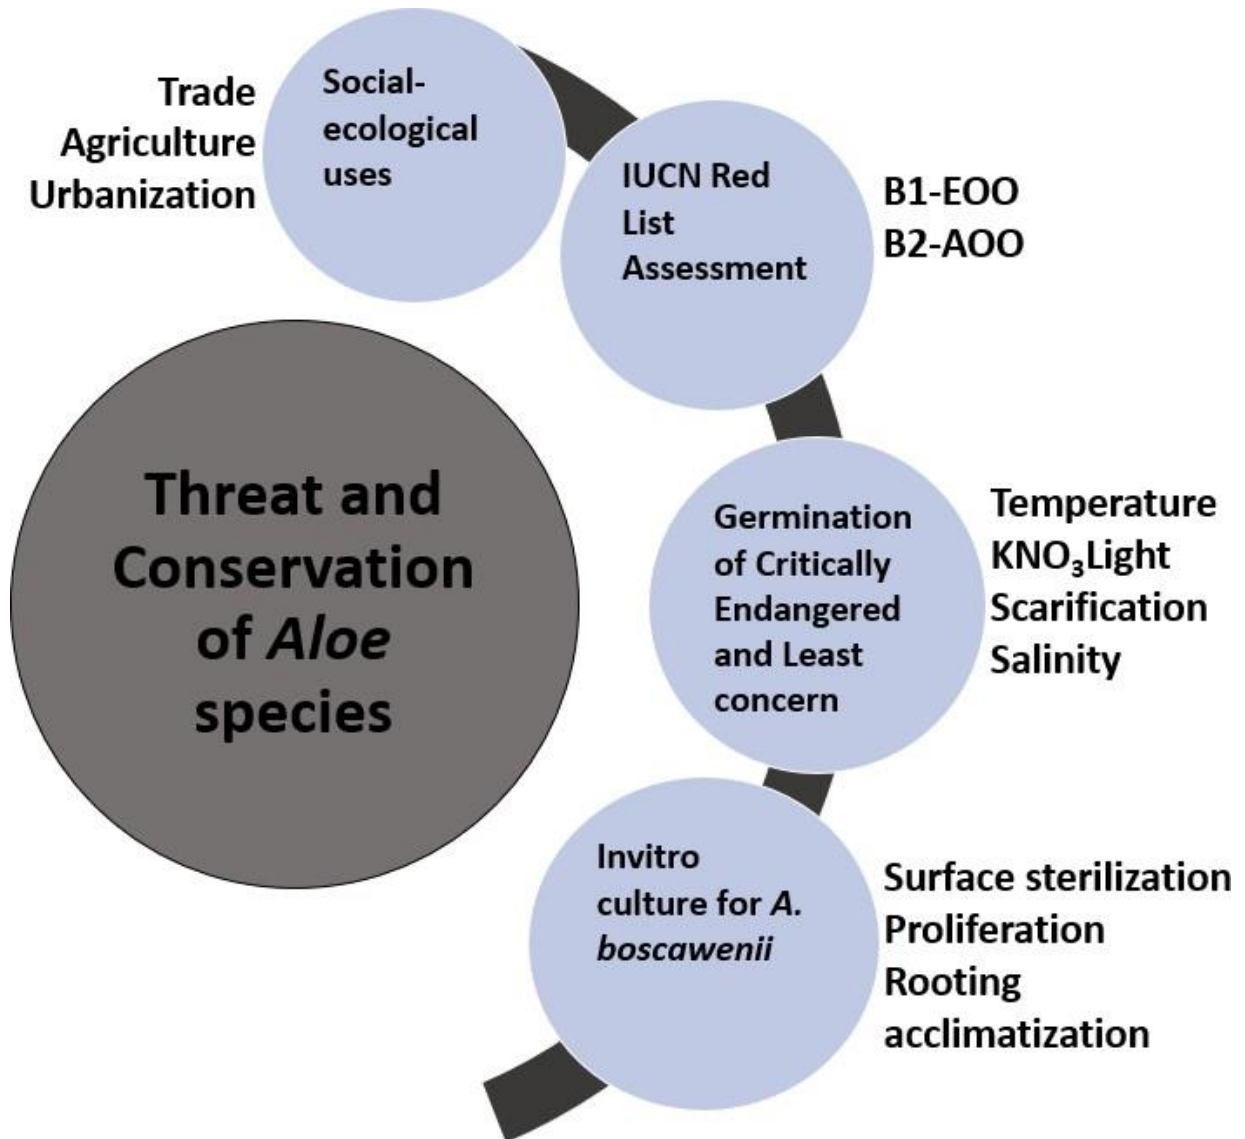 Trade
Agriculture
Urbanization
Social-
ecological
uses
IUCN Red
List
Assessment
B1-EOO
B2-AOO
Threat and
Conservation
of Aloe
species
Germination
of Critically
Endangered
and Least
concern
Temperature
KNO₃Light
Scarification
Salinity
Invitro
culture for A.
boscawenii
Surface sterilization
Proliferation
Rooting
acclimatization